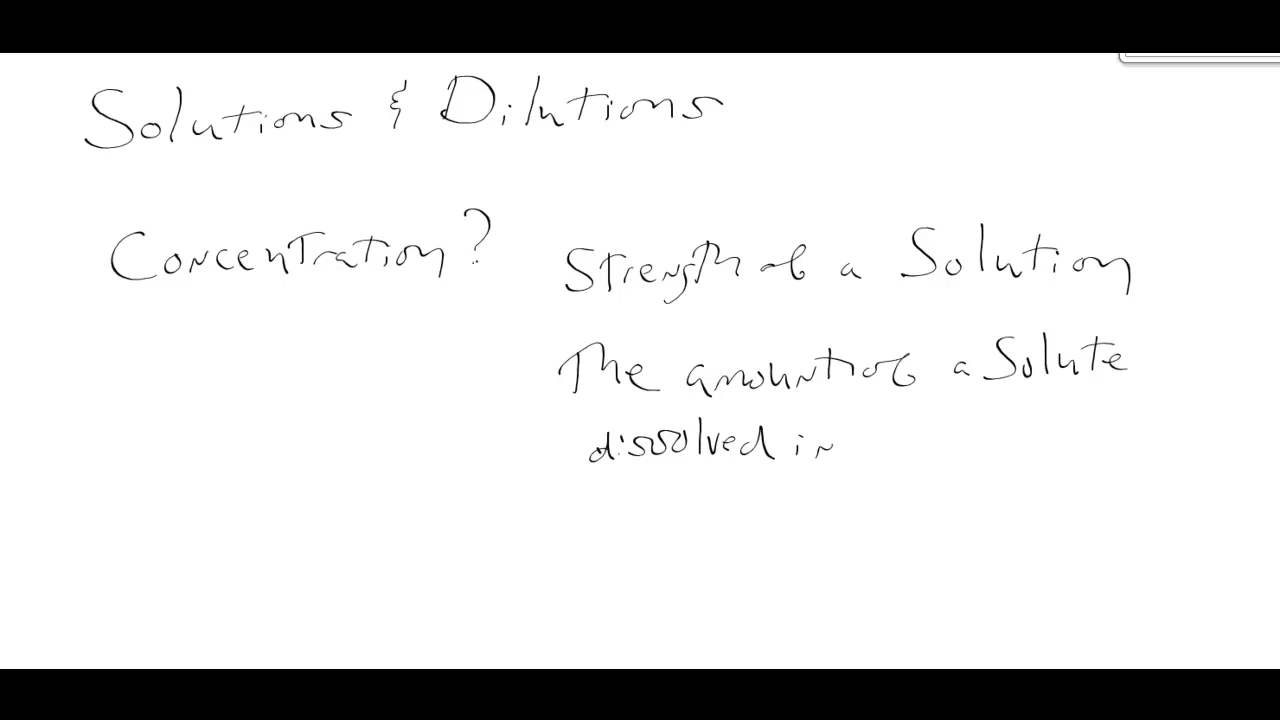 Solutions & Dilutions
Concentration? Strength of a Solution
The amount of a Solute
dissolved in